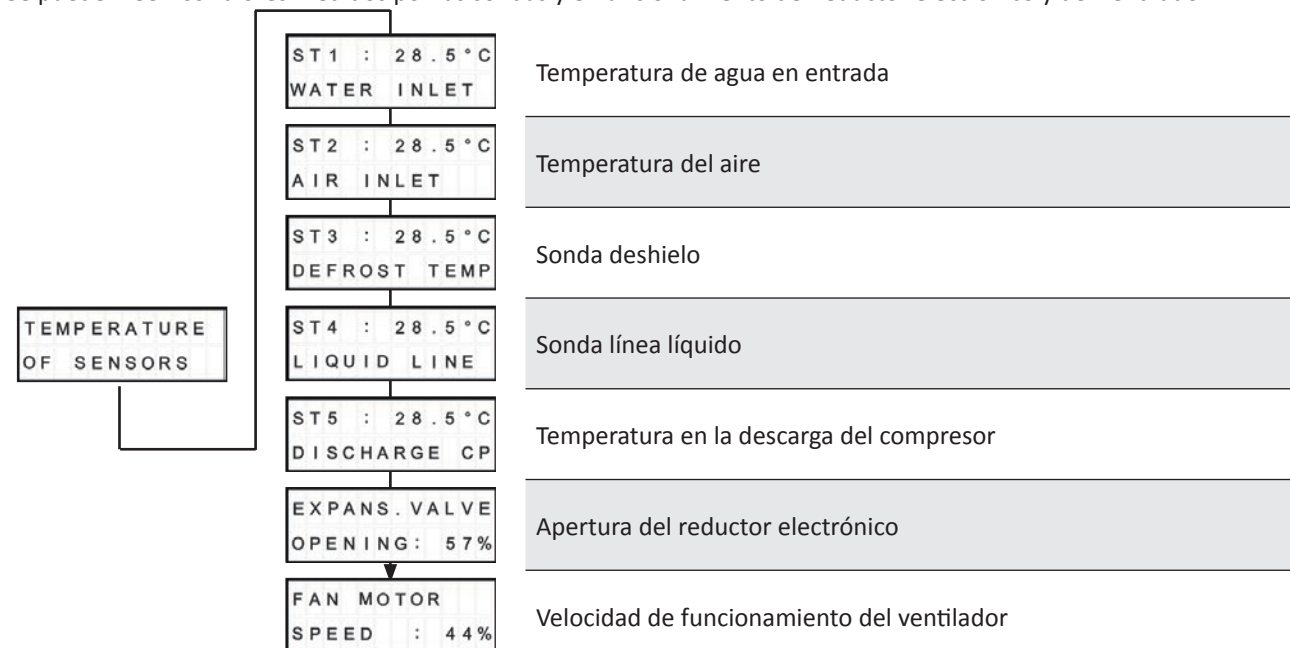 ST1 : 28.5°C
WATER INLET
Temperatura de agua en entrada
ST2 : 28.5°C
AIR INLET
Temperatura del aire
ST3 : 28.5°C
DEFROST TEMP
Sonda deshielo
TEMPERATURE
OF SENSORS
ST4 : 28.5°C
LIQUID LINE
Sonda línea líquido
ST5 : 28.5°C
DISCHARGE CP
Temperatura en la descarga del compresor
EXPANS.VALVE
OPENING: 57%
Apertura del reductor electrónico
FAN MOTOR
SPEED : 44%
Velocidad de funcionamiento del ventilador